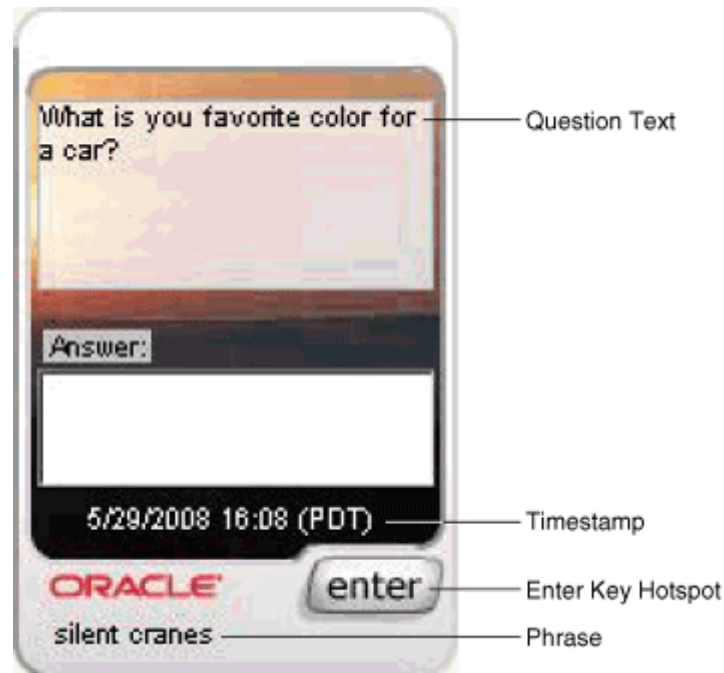 What is you favorite color for
a car?
Question Text
Answer:
5/29/2008 16:08 (PDT)
Timestamp
ORACLE
enter
Enter Key Hotspot
silent cranes
Phrase